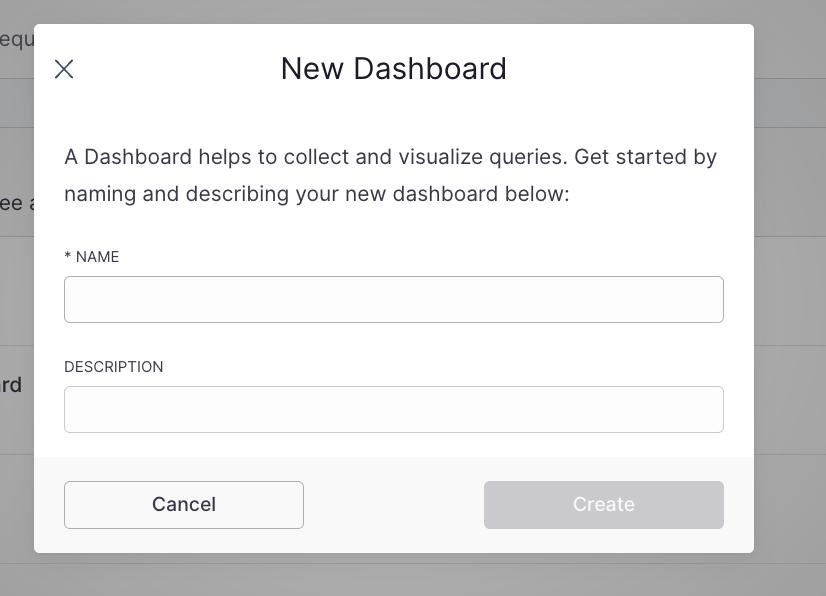 equ
New Dashboard
A Dashboard helps to collect and visualize queries. Get started by
naming and describing your new dashboard below:
ee a
* NAME
DESCRIPTION
rd
Cancel
Create